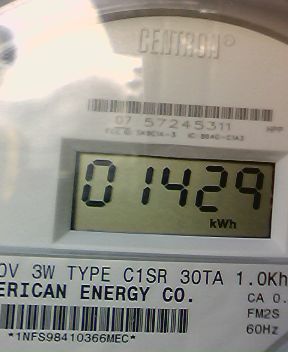 CENTRON®
07 57245311 HPP
01429
kWh
0V 3W TYPE C1SR 30TA 1.0Kh
ERICAN ENERGY CO.
CA 0.
FM2S
60Hz
*1NFS98410366MEC*